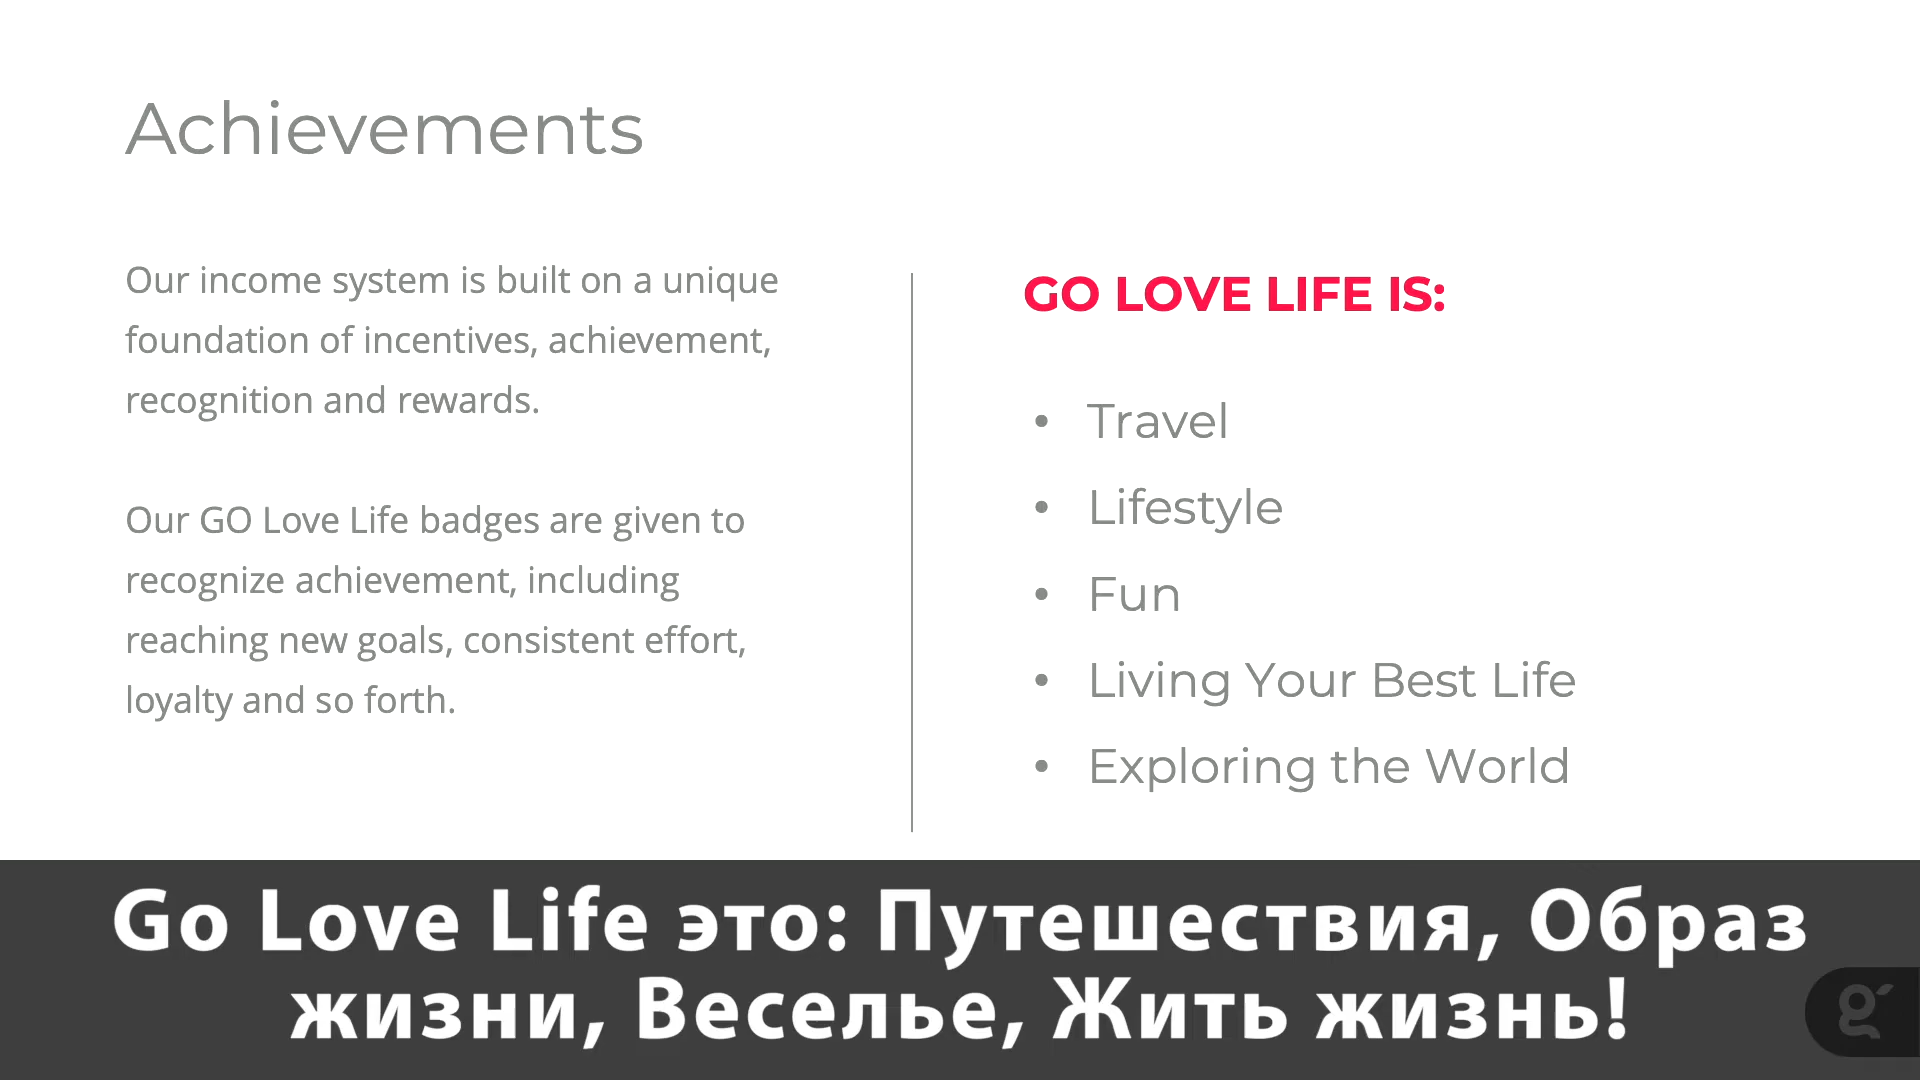 Achievements
Our income system is built on a unique
foundation of incentives, achievement,
recognition and rewards.
Our GO Love Life badges are given to
recognize achievement, including
reaching new goals, consistent effort,
loyalty and so forth.
GO LOVE LIFE IS:
• Travel
• Lifestyle
• Fun
• Living Your Best Life
• Exploring the World
Go Love Life это: Путешествия, Образ
жизни, Веселье, Жить жизнь!
g